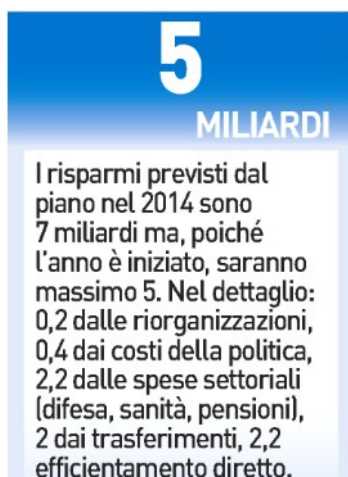 5
MILIARDI
I risparmi previsti dal
piano nel 2014 sono
7 miliardi ma, poiché
l'anno è iniziato, saranno
massimo 5. Nel dettaglio:
0,2 dalle riorganizzazioni,
0,4 dai costi della politica,
2,2 dalle spese settoriali
(difesa, sanità, pensioni),
2 dai trasferimenti, 2,2
efficientamento diretto.